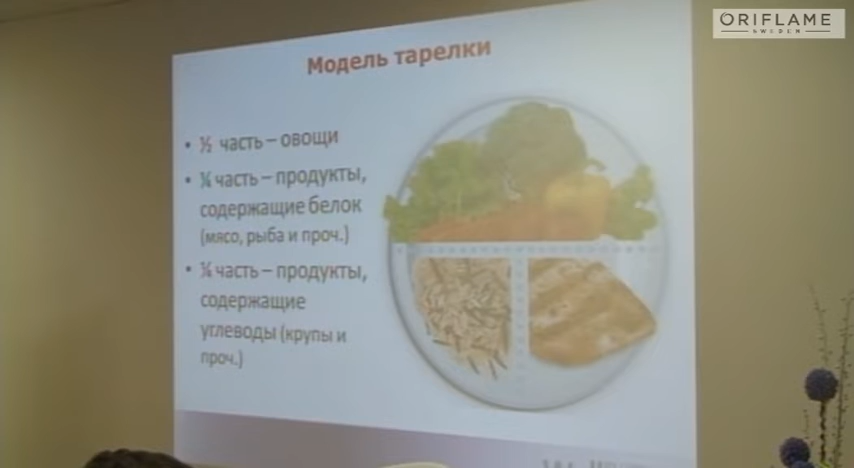 ORIFLAME
SWEDEN
Модель тарелки
• ½ часть – овощи
• ¼ часть – продукты,
содержащие белок
(мясо, рыба и проч.)
• ¼ часть – продукты,
содержащие
углеводы (крупы и
проч.)